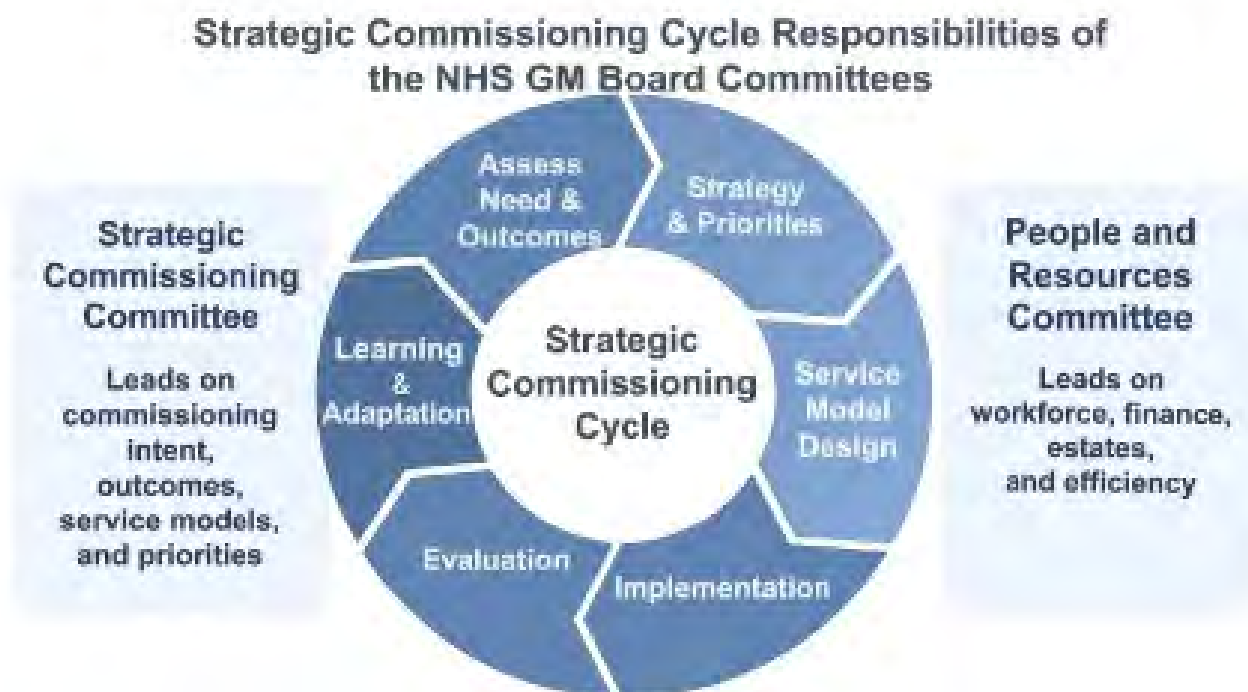 Strategic Commissioning Cycle Responsibilities of
the NHS GM Board Committees
Strategic
Commissioning
Committee
Leads on
commissioning
intent,
outcomes,
service models,
and priorities
Assess
Need &
Outcomes
Strategy
& Priorities
Service
Model
Design
Implementation
Evaluation
Learning
&
Adaptation
Strategic
Commissioning
Cycle
People and
Resources
Committee
Leads on
workforce, finance,
estates,
and efficiency